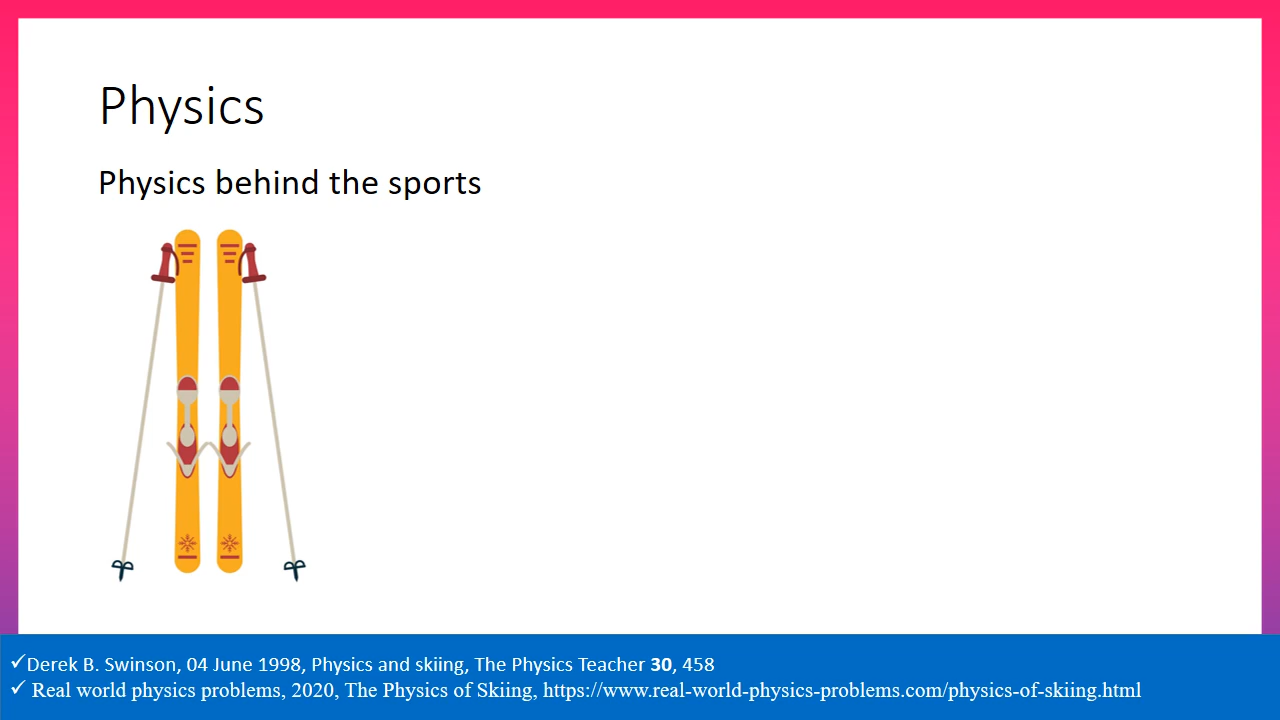 Physics
Physics behind the sports
✓Derek B. Swinson, 04 June 1998, Physics and skiing, The Physics Teacher 30, 458
✓ Real world physics problems, 2020, The Physics of Skiing, https://www.real-world-physics-problems.com/physics-of-skiing.html